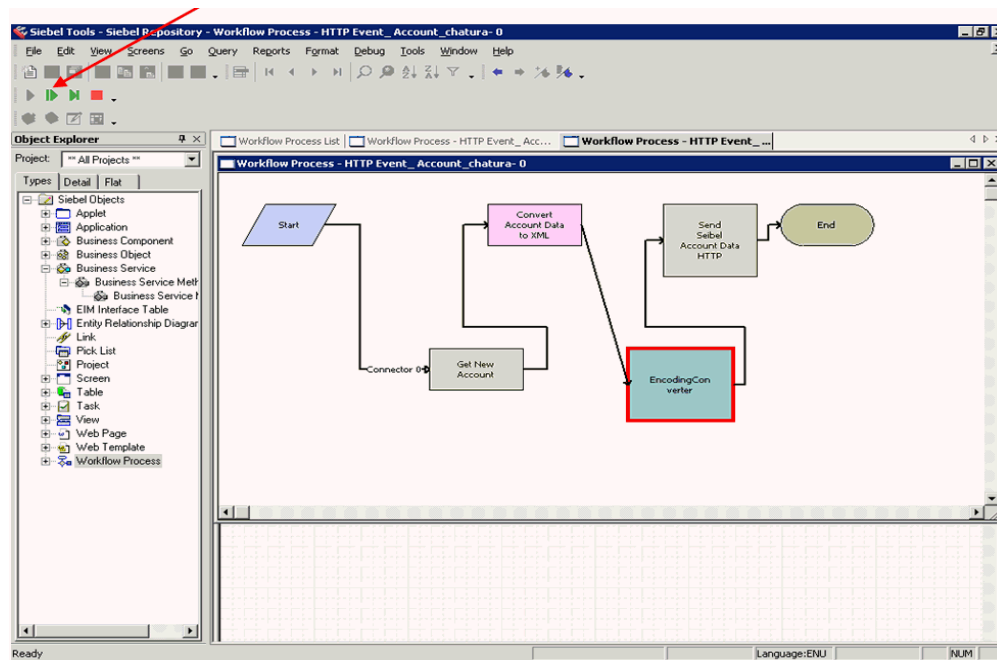 Siebel Tools - Siebel Repository - Workflow Process - HTTP Event_ Account_chatura- 0
File Edit View Screens Go Query Reports Format Debug Tools Window Help
Object Explorer
Project: ** All Projects **
Types Detail Flat
Siebel Objects
Applet
Application
Business Component
Business Object
Business Service
Business Service Meth
Business Service M
EIM Interface Table
Entity Relationship Diagrar
Link
Pick List
Project
Screen
Table
Task
View
Web Page
Web Template
Workflow Process
Workflow Process List Workflow Process - HTTP Event_ Acc... Workflow Process - HTTP Event_ ...
Workflow Process - HTTP Event_ Account_chatura- 0
Start
Convert
Account Data
to XML
Send
Seibel
Account Data
HTTP
End
Connector 0
Get New
Account
EncodingCon
verter
Ready
Language:ENU
NUM